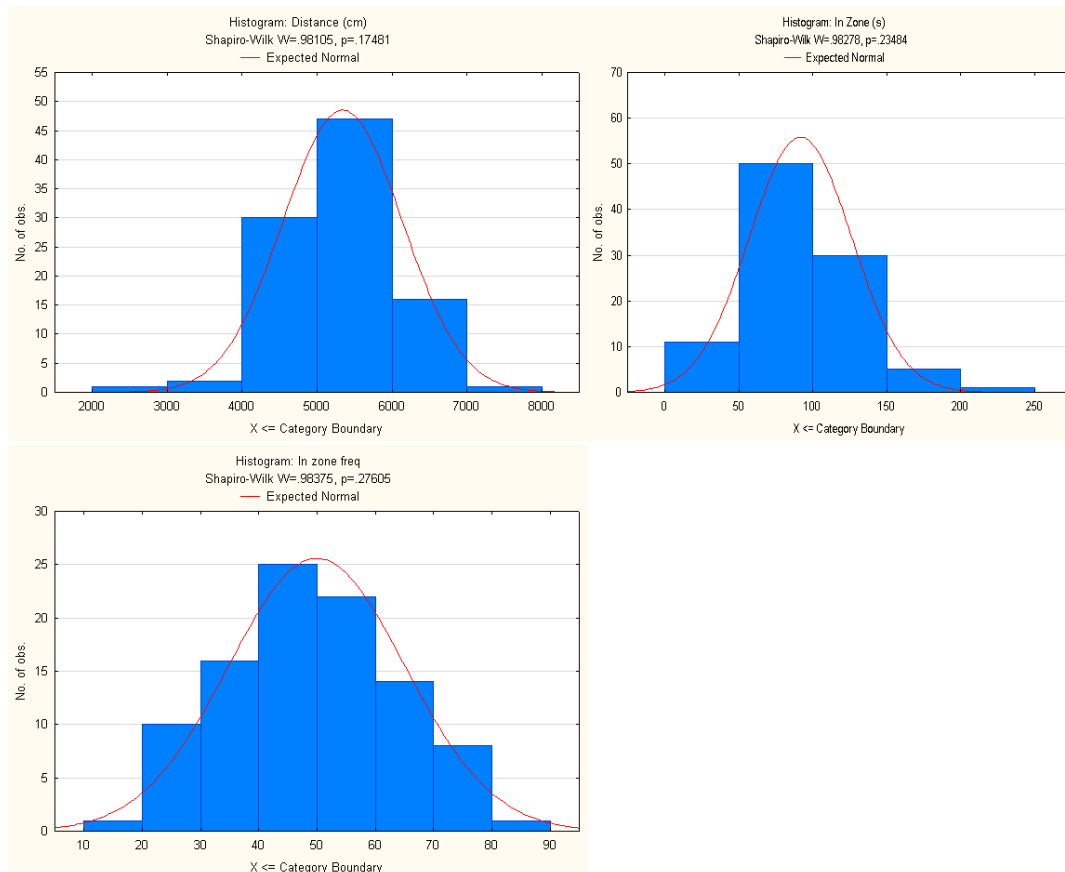 Histogram: Distance (cm)
Shapiro-Wilk W=.98105, p=.17481
Expected Normal
55
50
45
40
35
30
25
20
15
10
5
0
No. of obs.
2000 3000 4000 5000 6000 7000 8000
X <= Category Boundary
Histogram: In Zone (s)
Shapiro-Wilk W=.98278, p=.23484
Expected Normal
70
60
50
40
30
20
10
0
No. of obs.
0 50 100 150 200 250
X <= Category Boundary
Histogram: In zone freq
Shapiro-Wilk W=.98375, p=.27605
Expected Normal
30
25
20
15
10
5
0
No. of obs.
10 20 30 40 50 60 70 80 90
X <= Category Boundary